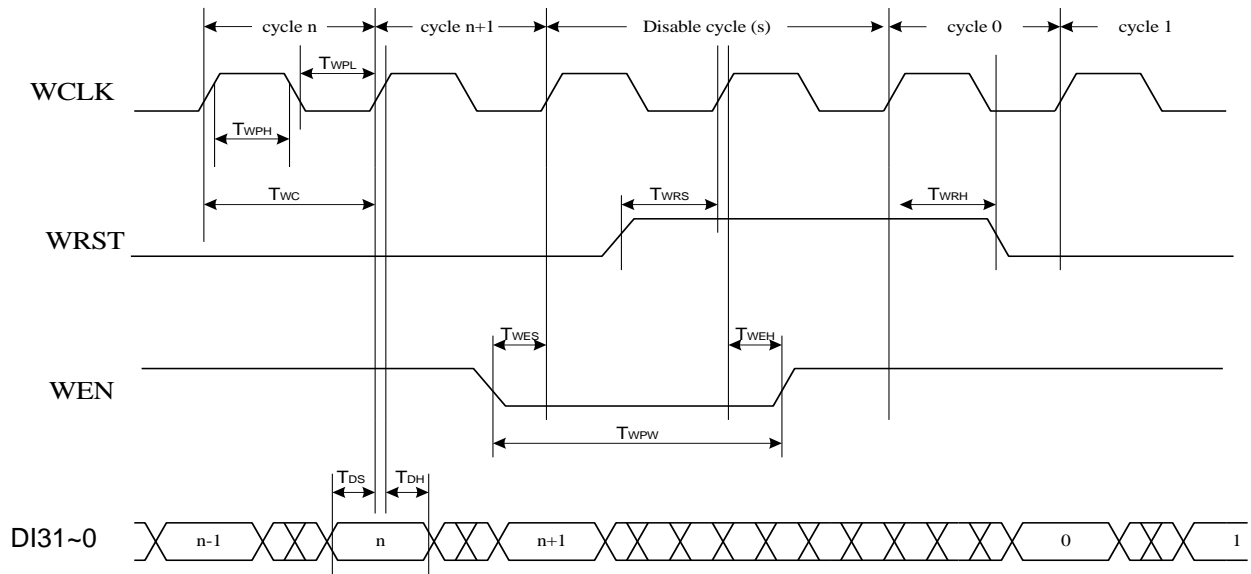 cycle n cycle n+1 Disable cycle (s) cycle 0 cycle 1
TWPL
WCLK
TWPH
TWC TWRS TWRH
WRST
TWES TWEH
WEN
TWPW
TDS TDH
DI31~0 n-1 n n+1 0 1